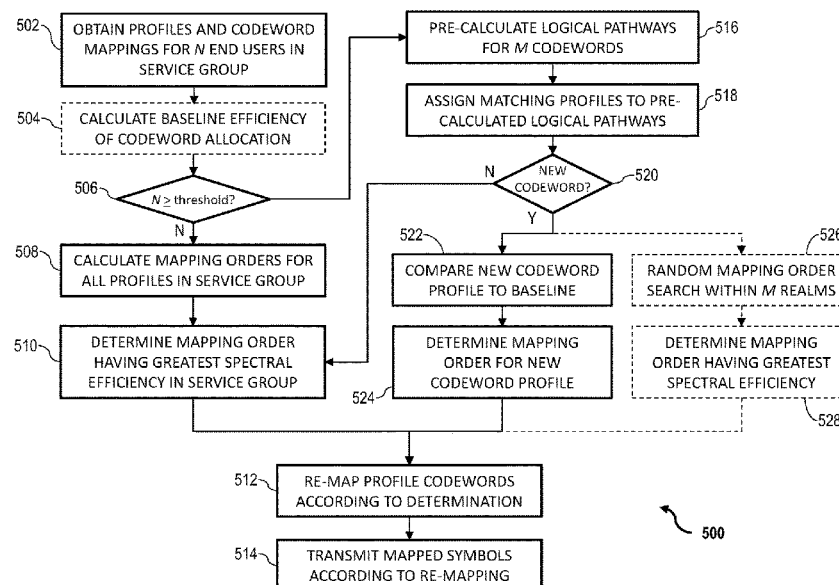 502
OBTAIN PROFILES AND CODEWORD
MAPPINGS FOR N END USERS IN
SERVICE GROUP
504
CALCULATE BASELINE EFFICIENCY
OF CODEWORD ALLOCATION
506
N ≥ threshold?
N
508
CALCULATE MAPPING ORDERS FOR
ALL PROFILES IN SERVICE GROUP
510
DETERMINE MAPPING ORDER
HAVING GREATEST SPECTRAL
EFFICIENCY IN SERVICE GROUP
PRE-CALCULATE LOGICAL PATHWAYS
FOR M CODEWORDS
516
ASSIGN MATCHING PROFILES TO PRE-
CALCULATED LOGICAL PATHWAYS
518
N
NEW
CODEWORD?
520
Y
522
COMPARE NEW CODEWORD
PROFILE TO BASELINE
DETERMINE MAPPING
ORDER FOR NEW
CODEWORD PROFILE
524
526
RANDOM MAPPING ORDER
SEARCH WITHIN M REALMS
DETERMINE MAPPING
ORDER HAVING GREATEST
SPECTRAL EFFICIENCY
528
512
RE-MAP PROFILE CODEWORDS
ACCORDING TO DETERMINATION
514
TRANSMIT MAPPED SYMBOLS
ACCORDING TO RE-MAPPING
500